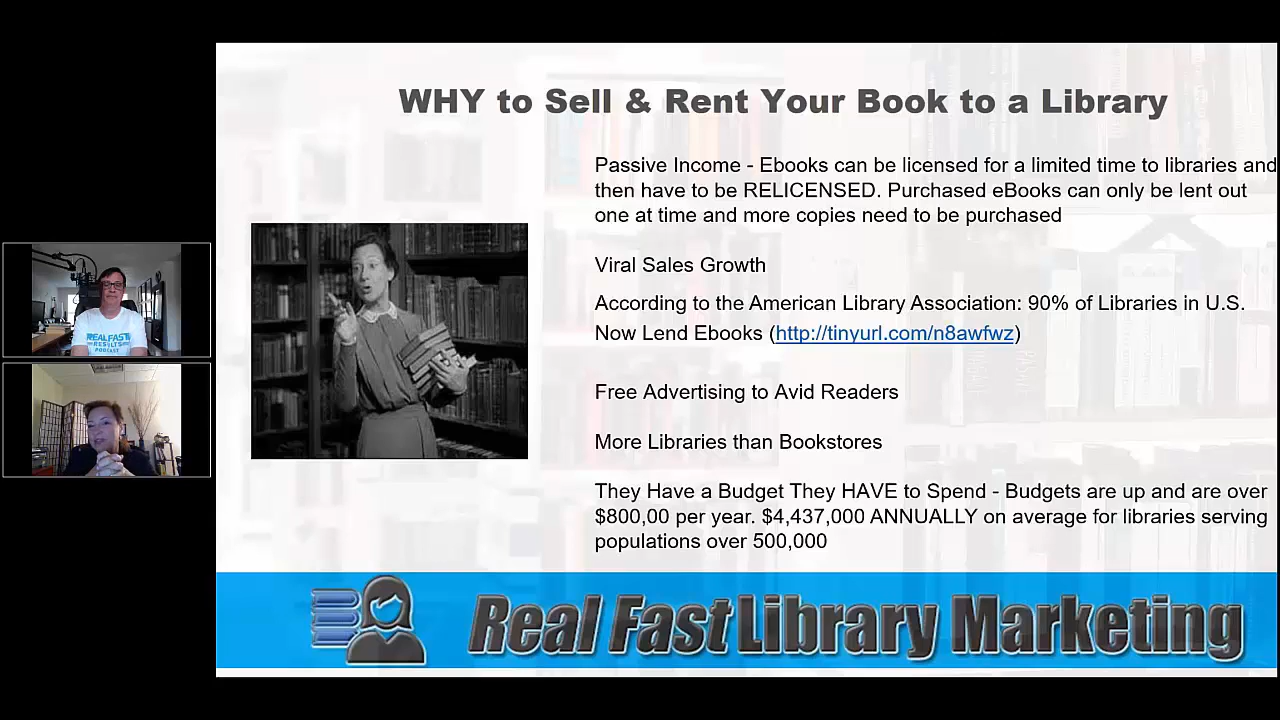 WHY to Sell & Rent Your Book to a Library
Passive Income - Ebooks can be licensed for a limited time to libraries and
then have to be RELICENSED. Purchased eBooks can only be lent out
one at time and more copies need to be purchased
Viral Sales Growth
According to the American Library Association: 90% of Libraries in U.S.
Now Lend Ebooks (http://tinyurl.com/n8awfwz)
Free Advertising to Avid Readers
More Libraries than Bookstores
They Have a Budget They HAVE to Spend - Budgets are up and are over
$800,00 per year. $4,437,000 ANNUALLY on average for libraries serving
populations over 500,000
Real Fast Library Marketing
REAL FAST
RESULTS
PODCAST